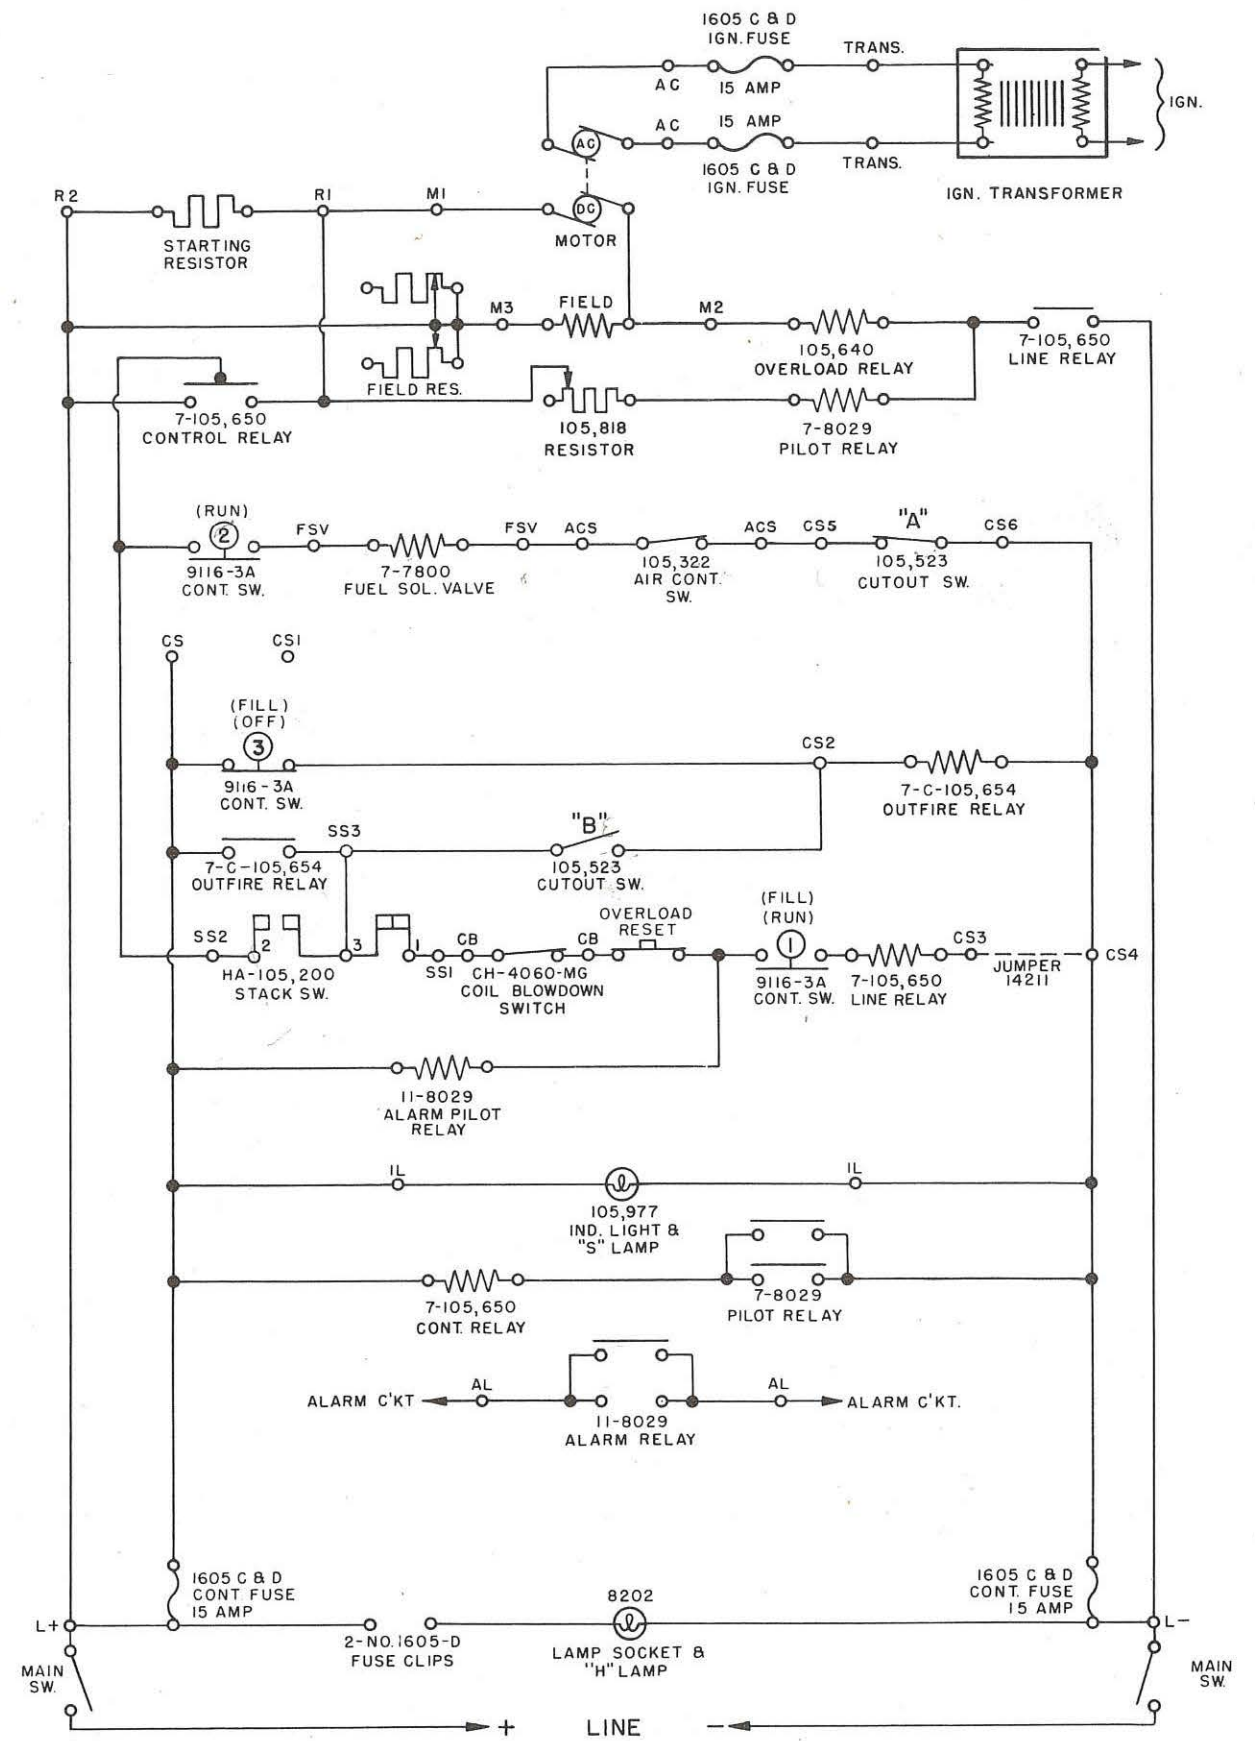 1605 C & D
IGN. FUSE
TRANS.
AC
15 AMP
IGN.
AC
15 AMP
AC
1605 C & D
IGN. FUSE
TRANS.
IGN. TRANSFORMER
R2
R1
M1
DC
MOTOR
STARTING
RESISTOR
M3
FIELD
M2
FIELD RES.
105,640
OVERLOAD RELAY
7-105,650
LINE RELAY
7-105,650
CONTROL RELAY
105,818
RESISTOR
7-8029
PILOT RELAY
(RUN)
2
9116-3A
CONT. SW.
FSV
7-7800
FUEL SOL. VALVE
FSV
ACS
105,322
AIR CONT.
SW.
ACS
CS5
"A"
105,523
CUTOUT SW.
CS6
CS
CS1
(FILL)
(OFF)
3
9116-3A
CONT. SW.
CS2
7-C-105,654
OUTFIRE RELAY
7-C-105,654
OUTFIRE RELAY
SS3
"B"
105,523
CUTOUT SW.
SS2
2
HA-105,200
STACK SW.
3
1
SS1
CB
CH-4060-MG
COIL BLOWDOWN
SWITCH
CB
OVERLOAD
RESET
(FILL)
(RUN)
1
9116-3A
CONT. SW.
7-105,650
LINE RELAY
CS3
JUMPER
14211
CS4
11-8029
ALARM PILOT
RELAY
IL
105,977
IND. LIGHT &
"S" LAMP
IL
7-105,650
CONT. RELAY
7-8029
PILOT RELAY
ALARM C'KT
AL
11-8029
ALARM RELAY
AL
ALARM C'KT.
1605 C & D
CONT. FUSE
15 AMP
1605 C & D
CONT. FUSE
15 AMP
L+
2-NO.1605-D
FUSE CLIPS
8202
LAMP SOCKET &
"H" LAMP
L-
MAIN
SW.
MAIN
SW.
+ LINE -